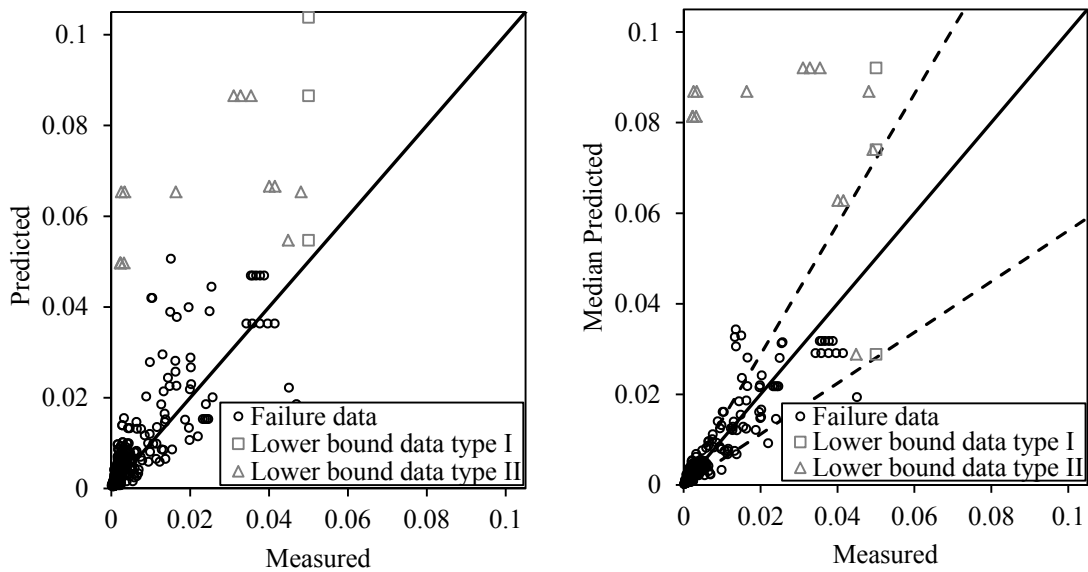 0.1
0.08
0.06
0.04
0.02
0
Predicted
Failure data
Lower bound data type I
Lower bound data type II
0 0.02 0.04 0.06 0.08 0.1
Measured
0.1
0.08
0.06
0.04
0.02
0
Median Predicted
Failure data
Lower bound data type I
Lower bound data type II
0 0.02 0.04 0.06 0.08 0.1
Measured